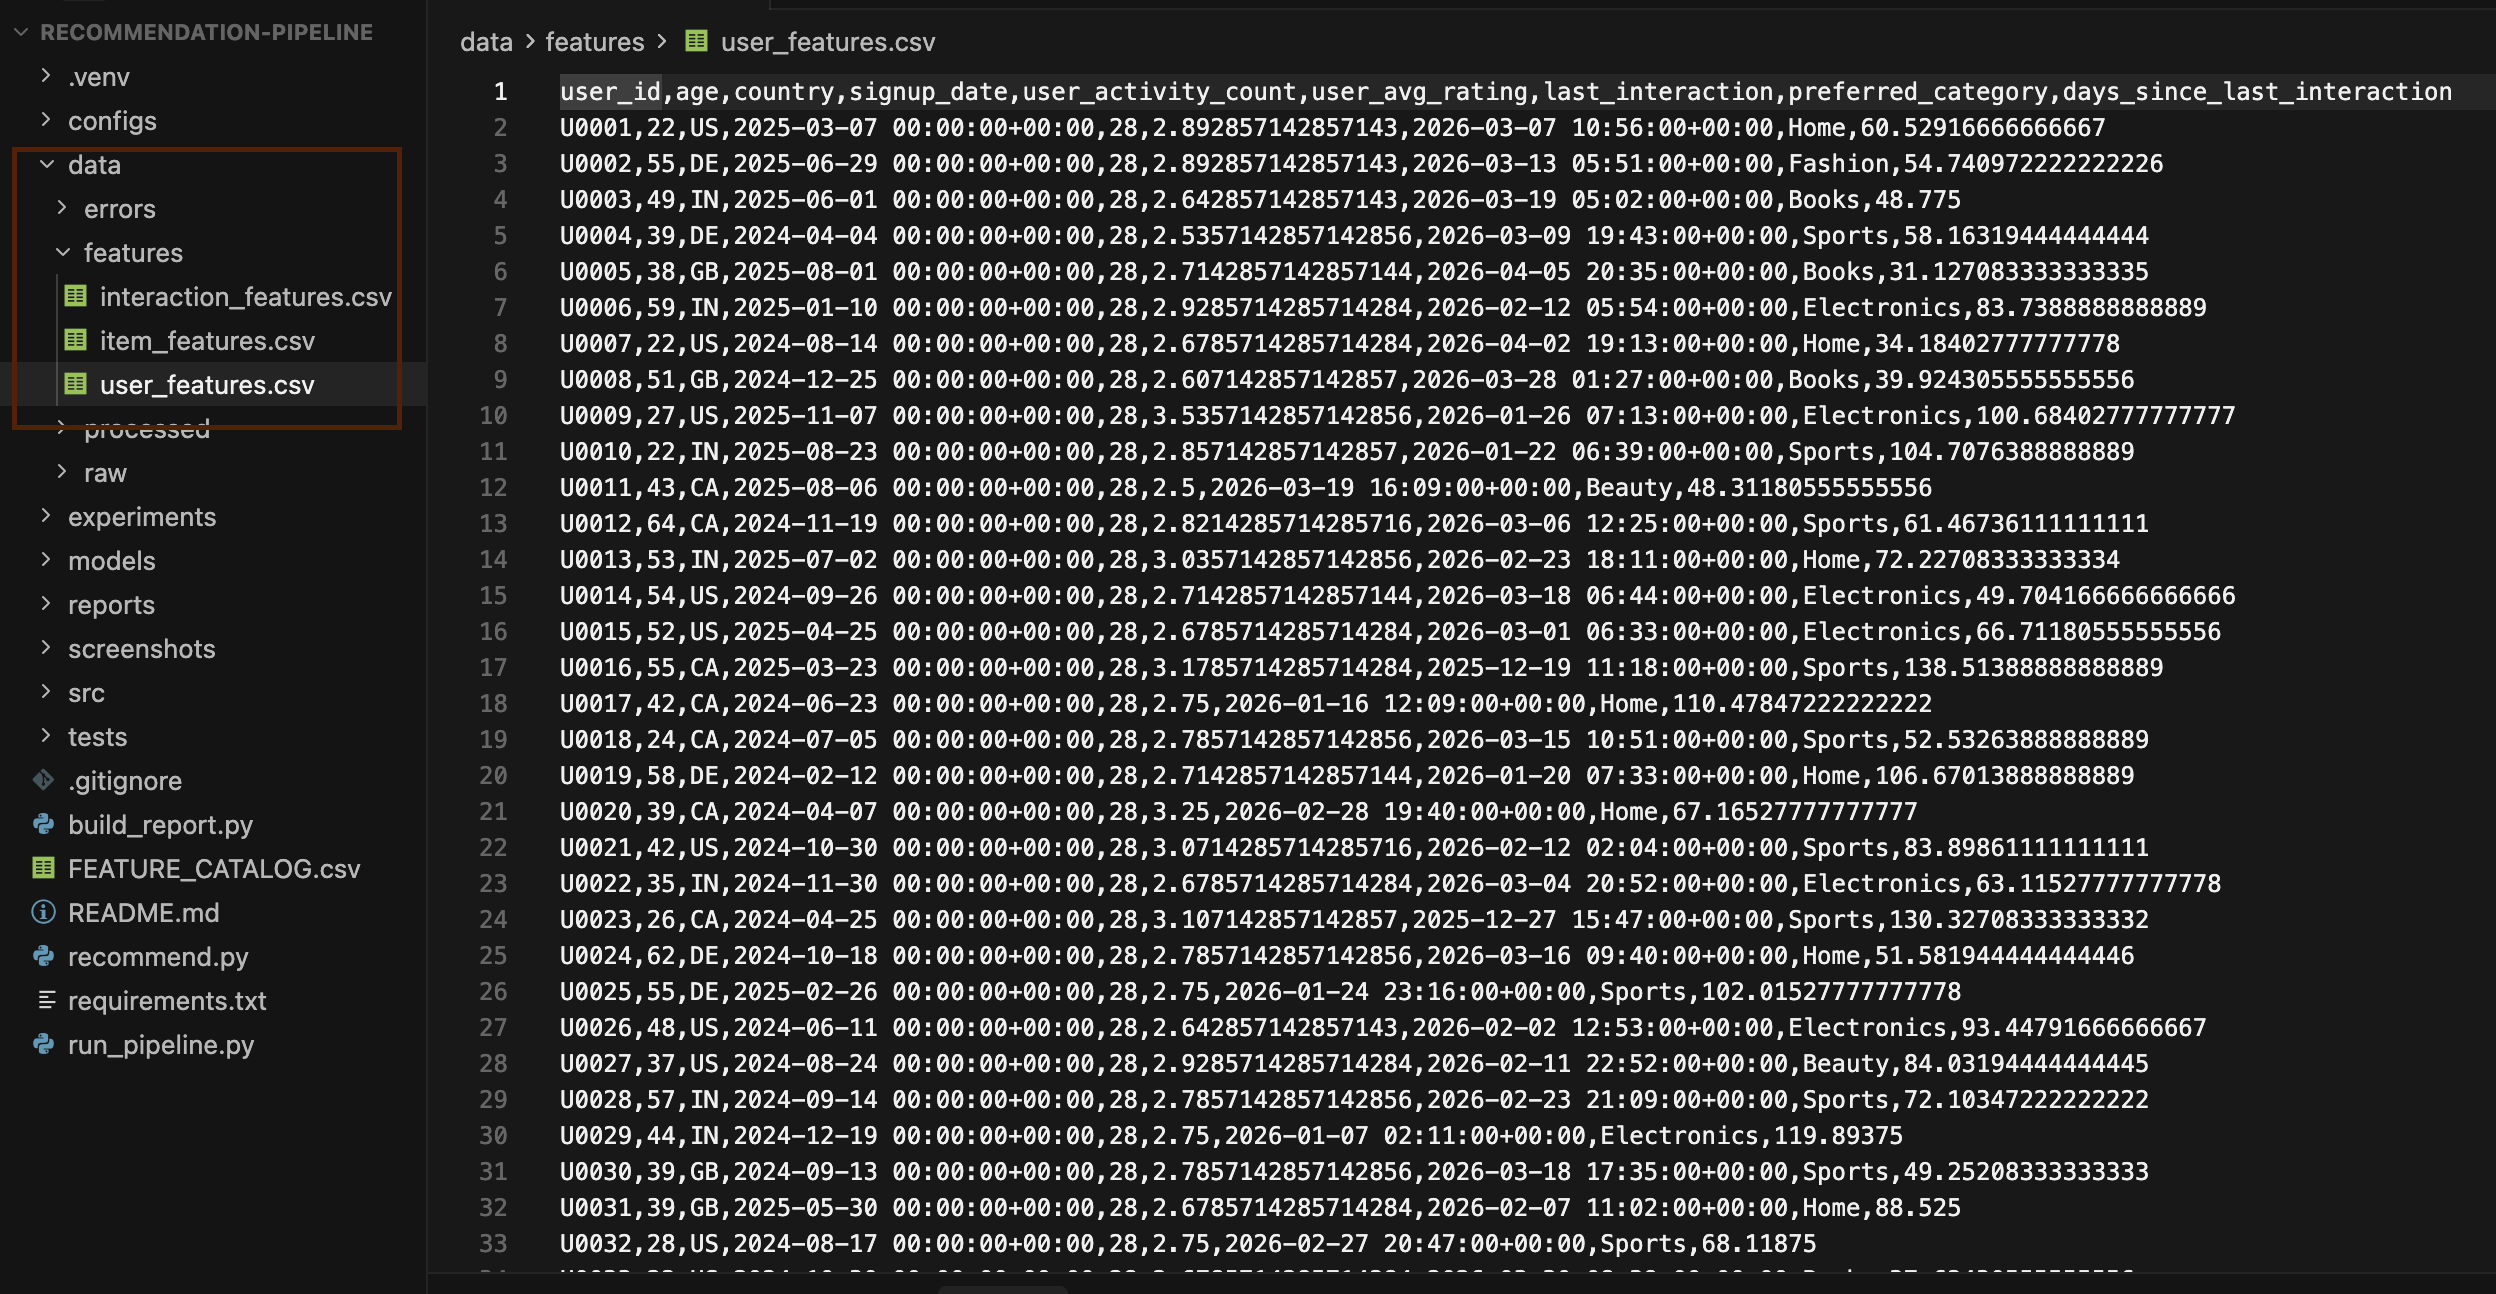 RECOMMENDATION-PIPELINE
.venv
configs
data
errors
features
interaction_features.csv
item_features.csv
user_features.csv
processed
raw
experiments
models
reports
screenshots
src
tests
.gitignore
build_report.py
FEATURE_CATALOG.csv
README.md
recommend.py
requirements.txt
run_pipeline.py
data > features > user_features.csv
1 user_id,age,country,signup_date,user_activity_count,user_avg_rating,last_interaction,preferred_category,days_since_last_interaction
2 U0001,22,US,2025-03-07 00:00:00+00:00,28,2.892857142857143,2026-03-07 10:56:00+00:00,Home,60.52916666666667
3 U0002,55,DE,2025-06-29 00:00:00+00:00,28,2.892857142857143,2026-03-13 05:51:00+00:00,Fashion,54.740972222222226
4 U0003,49,IN,2025-06-01 00:00:00+00:00,28,2.642857142857143,2026-03-19 05:02:00+00:00,Books,48.775
5 U0004,39,DE,2024-04-04 00:00:00+00:00,28,2.5357142857142856,2026-03-09 19:43:00+00:00,Sports,58.16319444444444
6 U0005,38,GB,2025-08-01 00:00:00+00:00,28,2.7142857142857144,2026-04-05 20:35:00+00:00,Books,31.127083333333335
7 U0006,59,IN,2025-01-10 00:00:00+00:00,28,2.9285714285714284,2026-02-12 05:54:00+00:00,Electronics,83.7388888888889
8 U0007,22,US,2024-08-14 00:00:00+00:00,28,2.6785714285714284,2026-04-02 19:13:00+00:00,Home,34.18402777777778
9 U0008,51,GB,2024-12-25 00:00:00+00:00,28,2.607142857142857,2026-03-28 01:27:00+00:00,Books,39.924305555555556
10 U0009,27,US,2025-11-07 00:00:00+00:00,28,3.5357142857142856,2026-01-26 07:13:00+00:00,Electronics,100.68402777777777
11 U0010,22,IN,2025-08-23 00:00:00+00:00,28,2.857142857142857,2026-01-22 06:39:00+00:00,Sports,104.7076388888889
12 U0011,43,CA,2025-08-06 00:00:00+00:00,28,2.5,2026-03-19 16:09:00+00:00,Beauty,48.31180555555556
13 U0012,64,CA,2024-11-19 00:00:00+00:00,28,2.8214285714285716,2026-03-06 12:25:00+00:00,Sports,61.46736111111111
14 U0013,53,IN,2025-07-02 00:00:00+00:00,28,3.0357142857142856,2026-02-23 18:11:00+00:00,Home,72.22708333333334
15 U0014,54,US,2024-09-26 00:00:00+00:00,28,2.7142857142857144,2026-03-18 06:44:00+00:00,Electronics,49.704166666666666
16 U0015,52,US,2025-04-25 00:00:00+00:00,28,2.6785714285714284,2026-03-01 06:33:00+00:00,Electronics,66.71180555555556
17 U0016,55,CA,2025-03-23 00:00:00+00:00,28,3.1785714285714284,2025-12-19 11:18:00+00:00,Sports,138.51388888888889
18 U0017,42,CA,2024-06-23 00:00:00+00:00,28,2.75,2026-01-16 12:09:00+00:00,Home,110.47847222222222
19 U0018,24,CA,2024-07-05 00:00:00+00:00,28,2.7857142857142856,2026-03-15 10:51:00+00:00,Sports,52.53263888888889
20 U0019,58,DE,2024-02-12 00:00:00+00:00,28,2.7142857142857144,2026-01-20 07:33:00+00:00,Home,106.67013888888889
21 U0020,39,CA,2024-04-07 00:00:00+00:00,28,3.25,2026-02-28 19:40:00+00:00,Home,67.16527777777777
22 U0021,42,US,2024-10-30 00:00:00+00:00,28,3.0714285714285716,2026-02-12 02:04:00+00:00,Sports,83.89861111111111
23 U0022,35,IN,2024-11-30 00:00:00+00:00,28,2.6785714285714284,2026-03-04 20:52:00+00:00,Electronics,63.11527777777778
24 U0023,26,CA,2024-04-25 00:00:00+00:00,28,3.107142857142857,2025-12-27 15:47:00+00:00,Sports,130.32708333333332
25 U0024,62,DE,2024-10-18 00:00:00+00:00,28,2.7857142857142856,2026-03-16 09:40:00+00:00,Home,51.581944444444446
26 U0025,55,DE,2025-02-26 00:00:00+00:00,28,2.75,2026-01-24 23:16:00+00:00,Sports,102.01527777777778
27 U0026,48,US,2024-06-11 00:00:00+00:00,28,2.642857142857143,2026-02-02 12:53:00+00:00,Electronics,93.44791666666667
28 U0027,37,US,2024-08-24 00:00:00+00:00,28,2.9285714285714284,2026-02-11 22:52:00+00:00,Beauty,84.03194444444445
29 U0028,57,IN,2024-09-14 00:00:00+00:00,28,2.7857142857142856,2026-02-23 21:09:00+00:00,Sports,72.10347222222222
30 U0029,44,IN,2024-12-19 00:00:00+00:00,28,2.75,2026-01-07 02:11:00+00:00,Electronics,119.89375
31 U0030,39,GB,2024-09-13 00:00:00+00:00,28,2.7857142857142856,2026-03-18 17:35:00+00:00,Sports,49.25208333333333
32 U0031,39,GB,2025-05-30 00:00:00+00:00,28,2.6785714285714284,2026-02-07 11:02:00+00:00,Home,88.525
33 U0032,28,US,2024-08-17 00:00:00+00:00,28,2.75,2026-02-27 20:47:00+00:00,Sports,68.11875